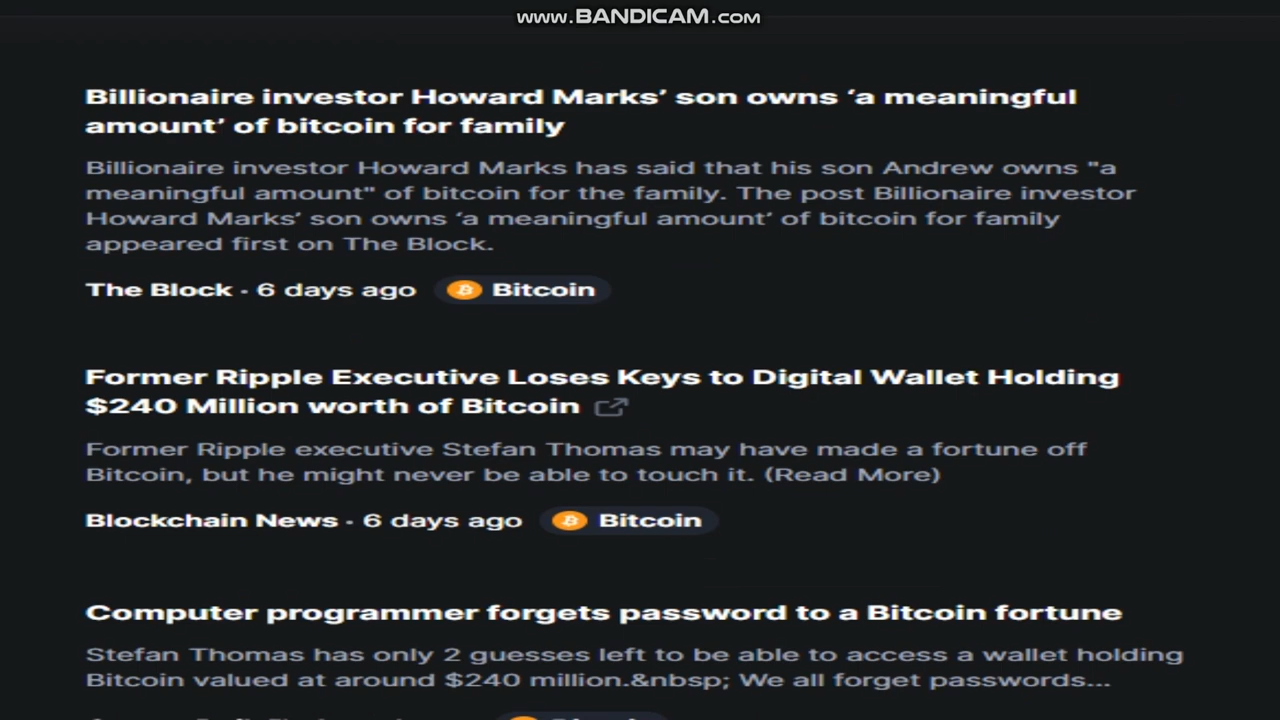 www.BANDICAM.com
Billionaire investor Howard Marks’ son owns ‘a meaningful
amount’ of bitcoin for family
Billionaire investor Howard Marks has said that his son Andrew owns "a
meaningful amount" of bitcoin for the family. The post Billionaire investor
Howard Marks’ son owns ‘a meaningful amount’ of bitcoin for family
appeared first on The Block.
The Block · 6 days ago Bitcoin
Former Ripple Executive Loses Keys to Digital Wallet Holding
$240 Million worth of Bitcoin
Former Ripple executive Stefan Thomas may have made a fortune off
Bitcoin, but he might never be able to touch it. (Read More)
Blockchain News · 6 days ago Bitcoin
Computer programmer forgets password to a Bitcoin fortune
Stefan Thomas has only 2 guesses left to be able to access a wallet holding
Bitcoin valued at around $240 million.&nbsp; We all forget passwords...